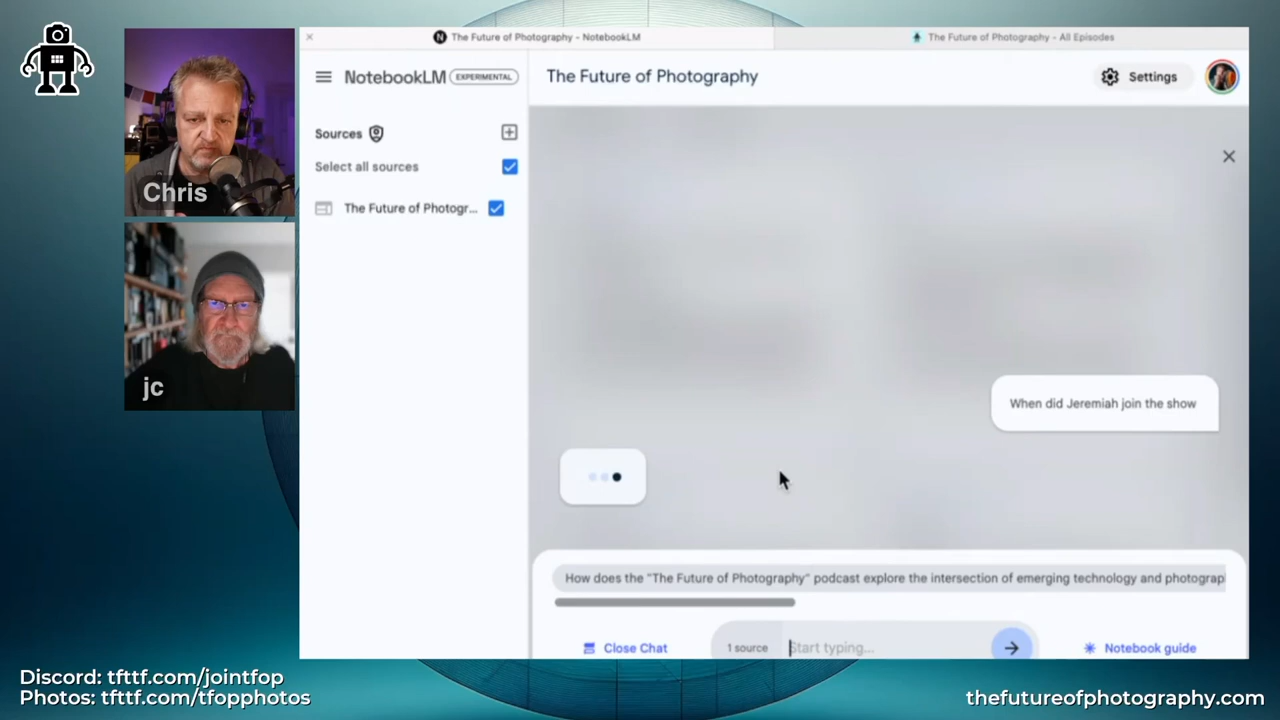 The Future of Photography - NotebookLM
The Future of Photography - All Episodes
NotebookLM
EXPERIMENTAL
The Future of Photography
Settings
Sources
Select all sources
The Future of Photogr...
Chris
jc
When did Jeremiah join the show
How does the "The Future of Photography" podcast explore the intersection of emerging technology and photograp
Close Chat
1 source
Start typing...
Notebook guide
Discord: tfttf.com/jointfop
Photos: tfttf.com/tfopphotos
thefutureofphotography.com